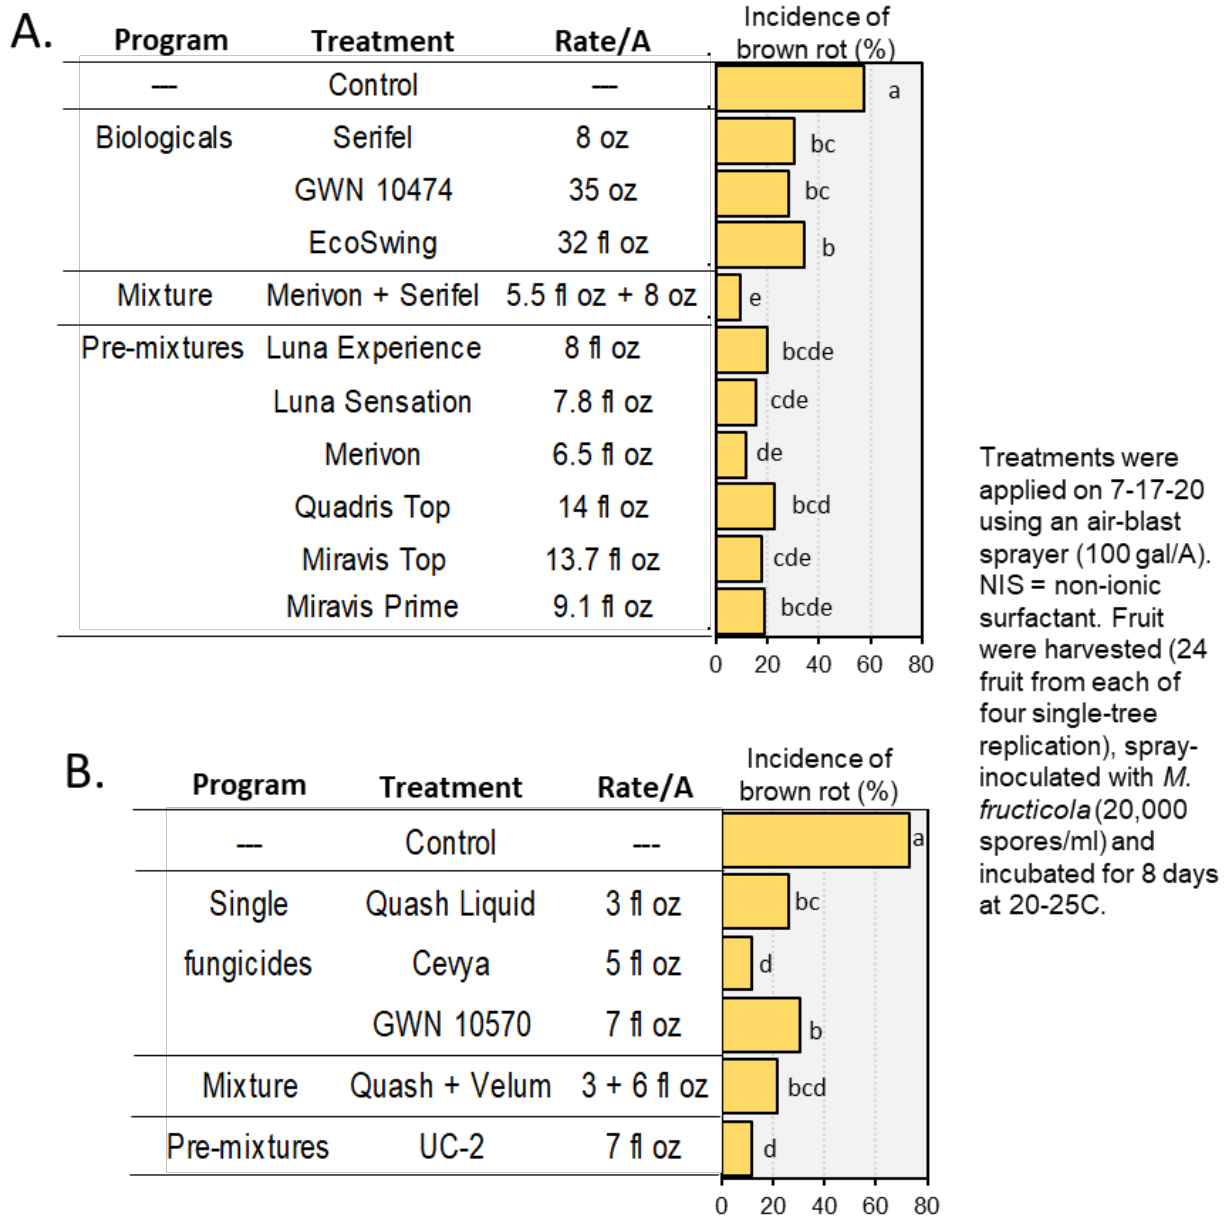 A.
Program Treatment Rate/A Incidence of brown rot (%)
--- Control --- a
Biologicals Serifel 8 oz bc
GWN 10474 35 oz bc
EcoSwing 32 fl oz b
Mixture Merivon + Serifel 5.5 fl oz + 8 oz e
Pre-mixtures Luna Experience 8 fl oz bcde
Luna Sensation 7.8 fl oz cde
Merivon 6.5 fl oz de
Quadris Top 14 fl oz bcd
Miravis Top 13.7 fl oz cde
Miravis Prime 9.1 fl oz bcde
0 20 40 60 80
B.
Program Treatment Rate/A Incidence of brown rot (%)
--- Control --- a
Single Quash Liquid 3 fl oz bc
fungicides Cevya 5 fl oz d
GWN 10570 7 fl oz b
Mixture Quash + Velum 3 + 6 fl oz bcd
Pre-mixtures UC-2 7 fl oz d
0 20 40 60 80
Treatments were
applied on 7-17-20
using an air-blast
sprayer (100 gal/A).
NIS = non-ionic
surfactant. Fruit
were harvested (24
fruit from each of
four single-tree
replication), spray-
inoculated with M.
fructicola (20,000
spores/ml) and
incubated for 8 days
at 20-25C.